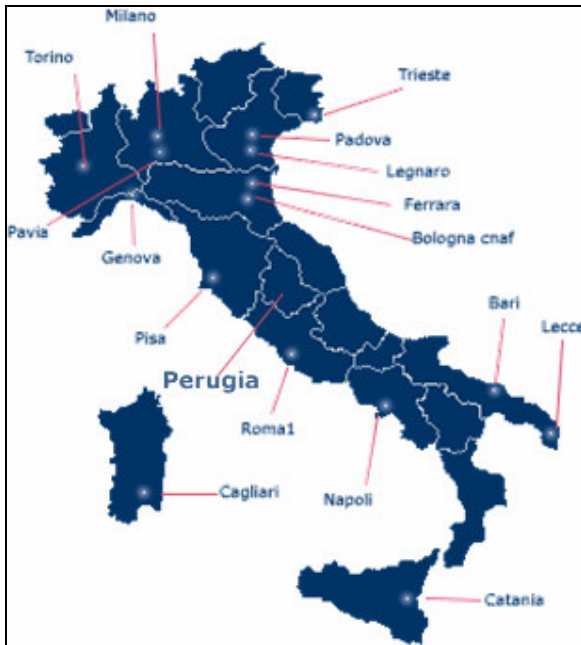 Milano
Torino
Trieste
Padova
Legnaro
Ferrara
Pavia
Bologna cnaf
Genova
Bari
Lecce
Pisa
Perugia
Roma1
Cagliari
Napoli
Catania